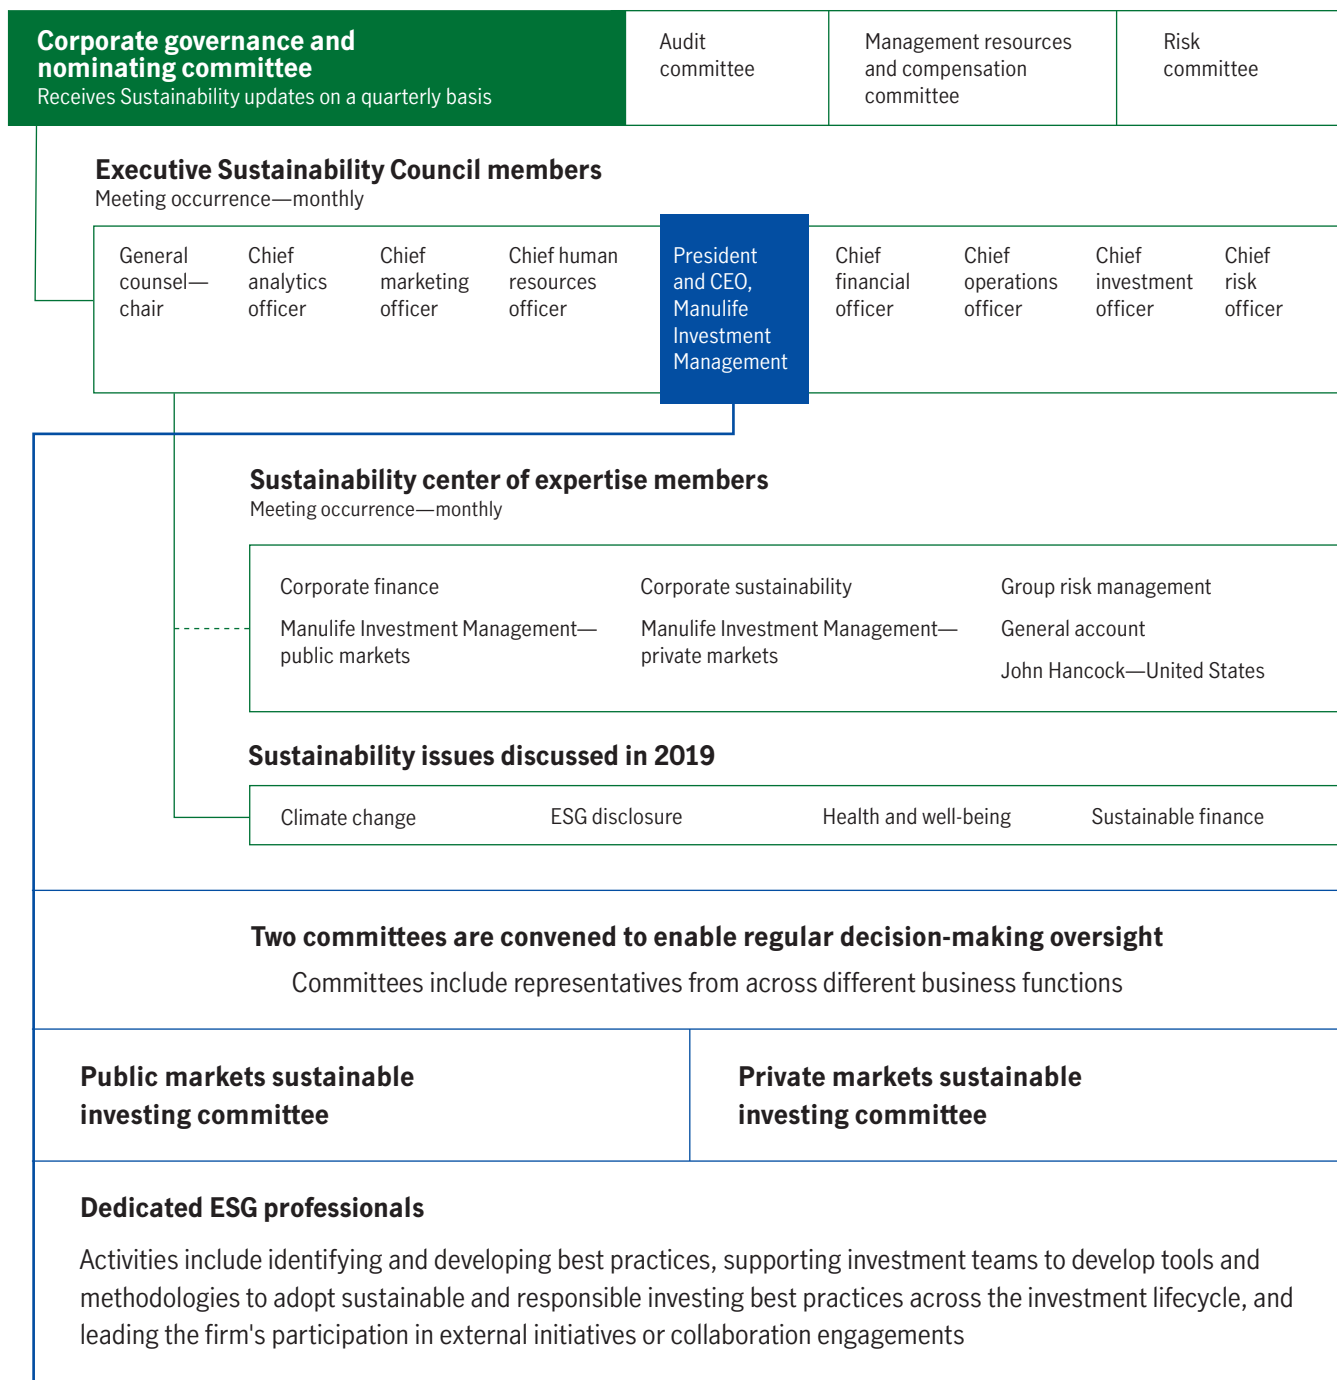 Corporate governance and
nominating committee
Receives Sustainability updates on a quarterly basis
Audit
committee
Management resources
and compensation
committee
Risk
committee
Executive Sustainability Council members
Meeting occurrence—monthly
General
counsel—
chair
Chief
analytics
officer
Chief
marketing
officer
Chief human
resources
officer
President
and CEO,
Manulife
Investment
Management
Chief
financial
officer
Chief
operations
officer
Chief
investment
officer
Chief
risk
officer
Sustainability center of expertise members
Meeting occurrence—monthly
Corporate finance
Manulife Investment Management—
public markets
Corporate sustainability
Manulife Investment Management—
private markets
Group risk management
General account
John Hancock—United States
Sustainability issues discussed in 2019
Climate change
ESG disclosure
Health and well-being
Sustainable finance
Two committees are convened to enable regular decision-making oversight
Committees include representatives from across different business functions
Public markets sustainable
investing committee
Private markets sustainable
investing committee
Dedicated ESG professionals
Activities include identifying and developing best practices, supporting investment teams to develop tools and
methodologies to adopt sustainable and responsible investing best practices across the investment lifecycle, and
leading the firm's participation in external initiatives or collaboration engagements